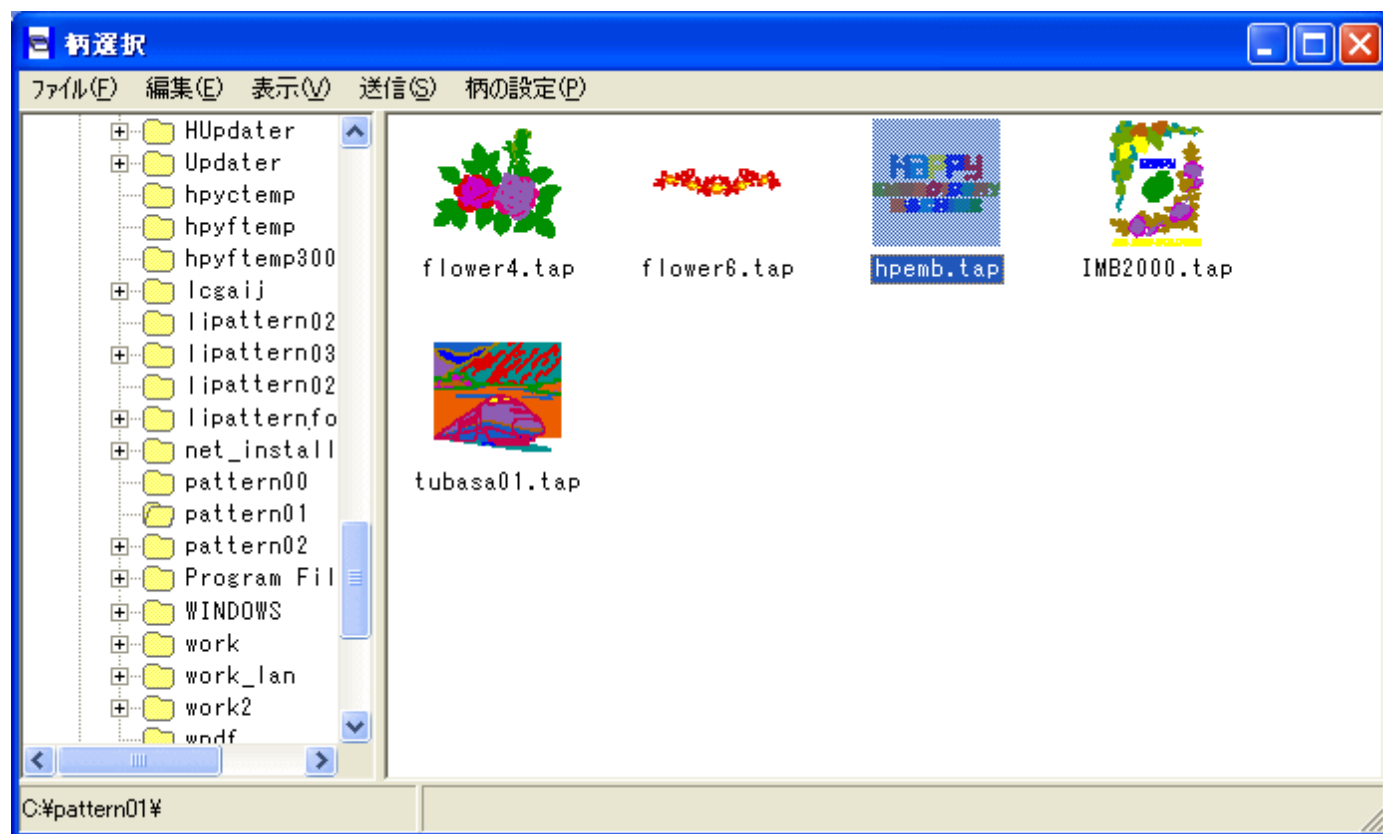 柄選択
ファイル(F) 編集(E) 表示(V) 送信(S) 柄の設定(P)
HUpdater
Updater
hpyctemp
hpyftemp
hpyftemp300
lcgaij
lipattern02
lipattern03
lipattern02
lipatternfo
net_install
pattern00
pattern01
pattern02
Program Fil
WINDOWS
work
work_lan
work2
wndf
flower4.tap flower6.tap hpemb.tap IMB2000.tap
tubasa01.tap
HAPPY
C:¥pattern01¥